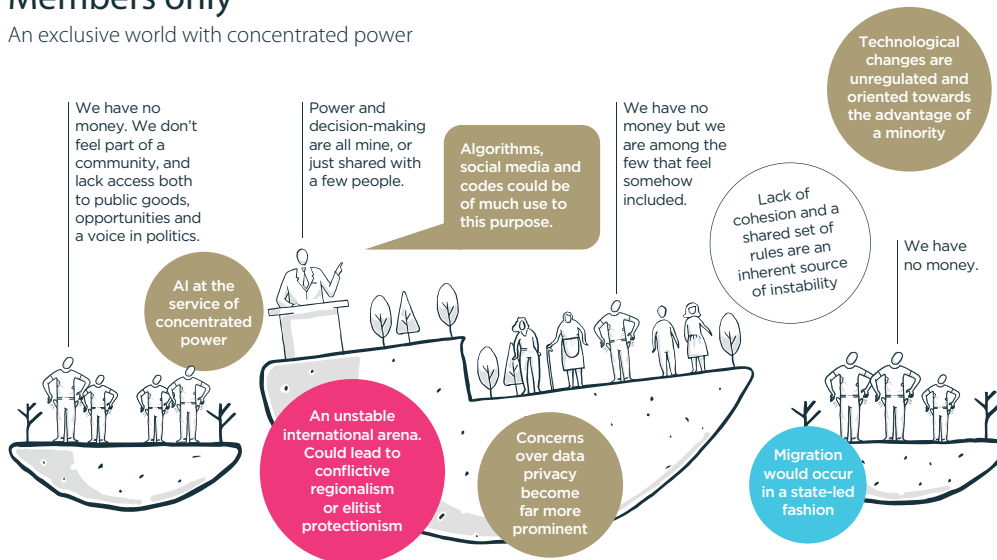 Members only
An exclusive world with concentrated power
We have no
money. We don't
feel part of a
community, and
lack access both
to public goods,
opportunities and
a voice in politics.
Power and
decision-making
are all mine, or
just shared with
a few people.
Algorithms,
social media and
codes could be
of much use to
this purpose.
We have no
money but we
are among the
few that feel
somehow
included.
Technological
changes are
unregulated and
oriented towards
the advantage of
a minority
Lack of
cohesion and a
shared set of
rules are an
inherent source
of instability
We have
no money.
AI at the
service of
concentrated
power
An unstable
international arena.
Could lead to
conflictive
regionalism
or elitist
protectionism
Concerns
over data
privacy
become
far more
prominent
Migration
would occur
in a state-led
fashion